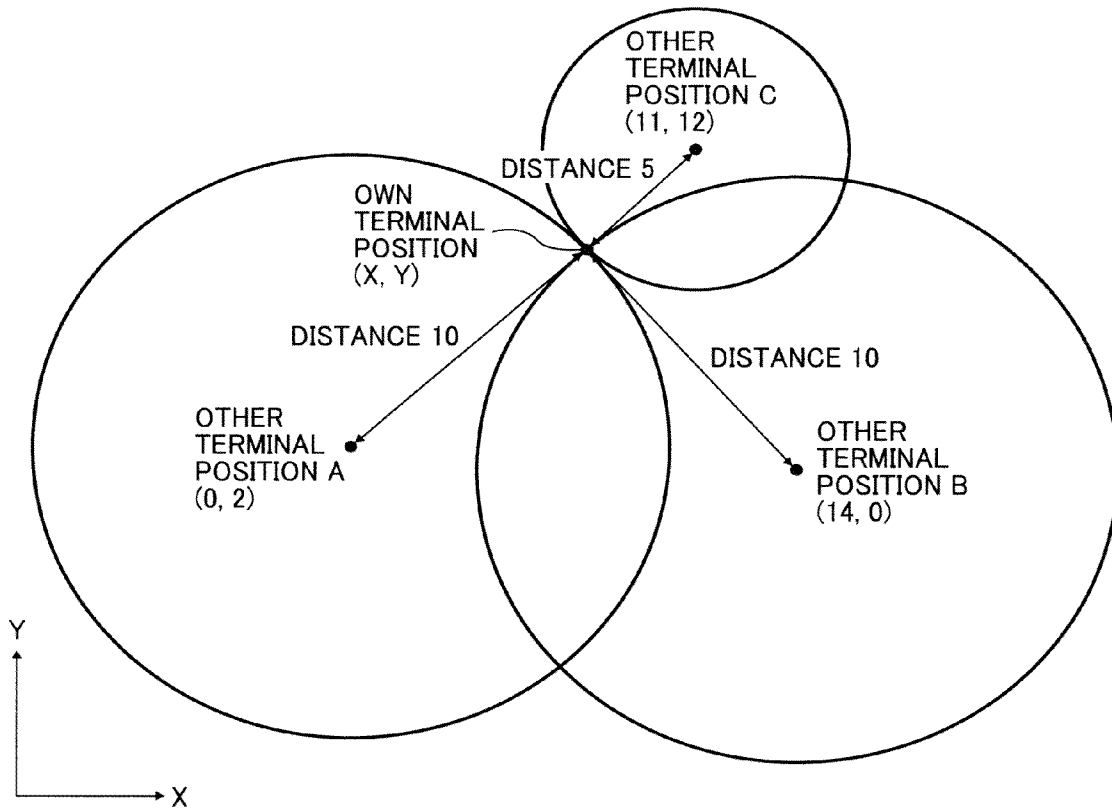 OTHER
TERMINAL
POSITION C
(11, 12)
DISTANCE 5
OWN
TERMINAL
POSITION
(X, Y)
DISTANCE 10
DISTANCE 10
OTHER
TERMINAL
POSITION A
(0, 2)
OTHER
TERMINAL
POSITION B
(14, 0)
Y
X